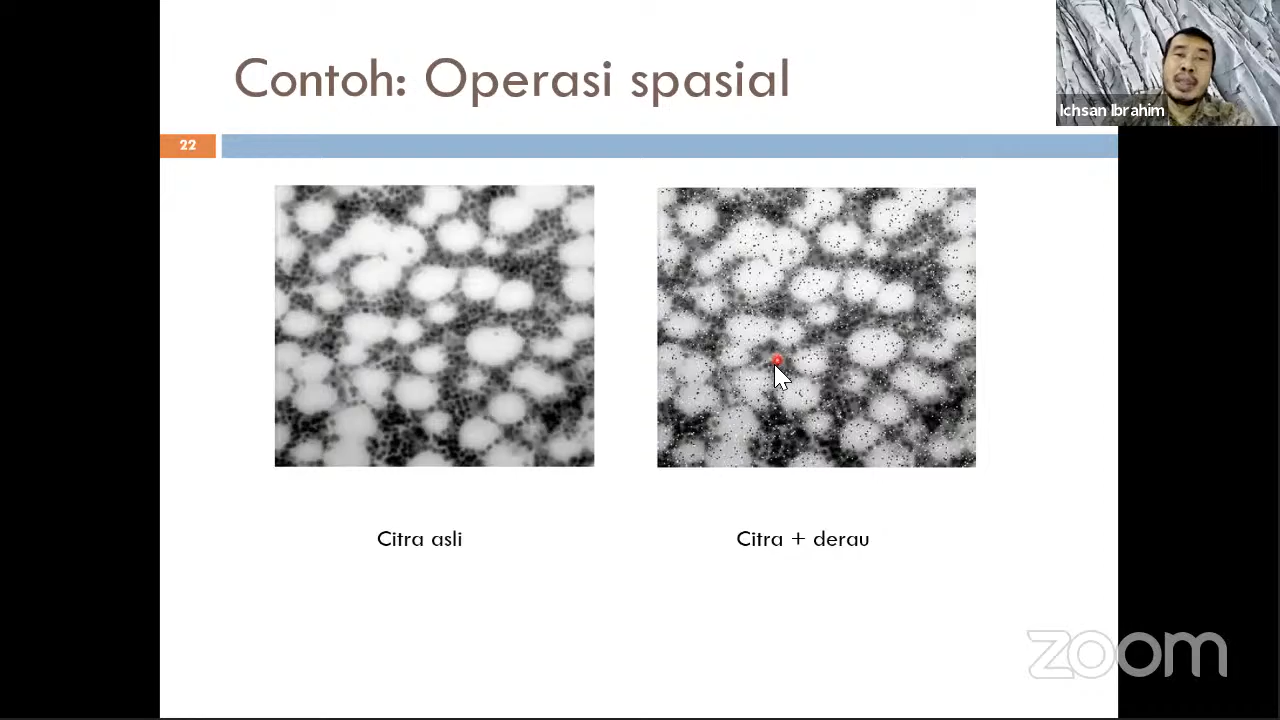 Contoh: Operasi spasial
Ichsan Ibrahim
22
Citra asli
Citra + derau
zoom